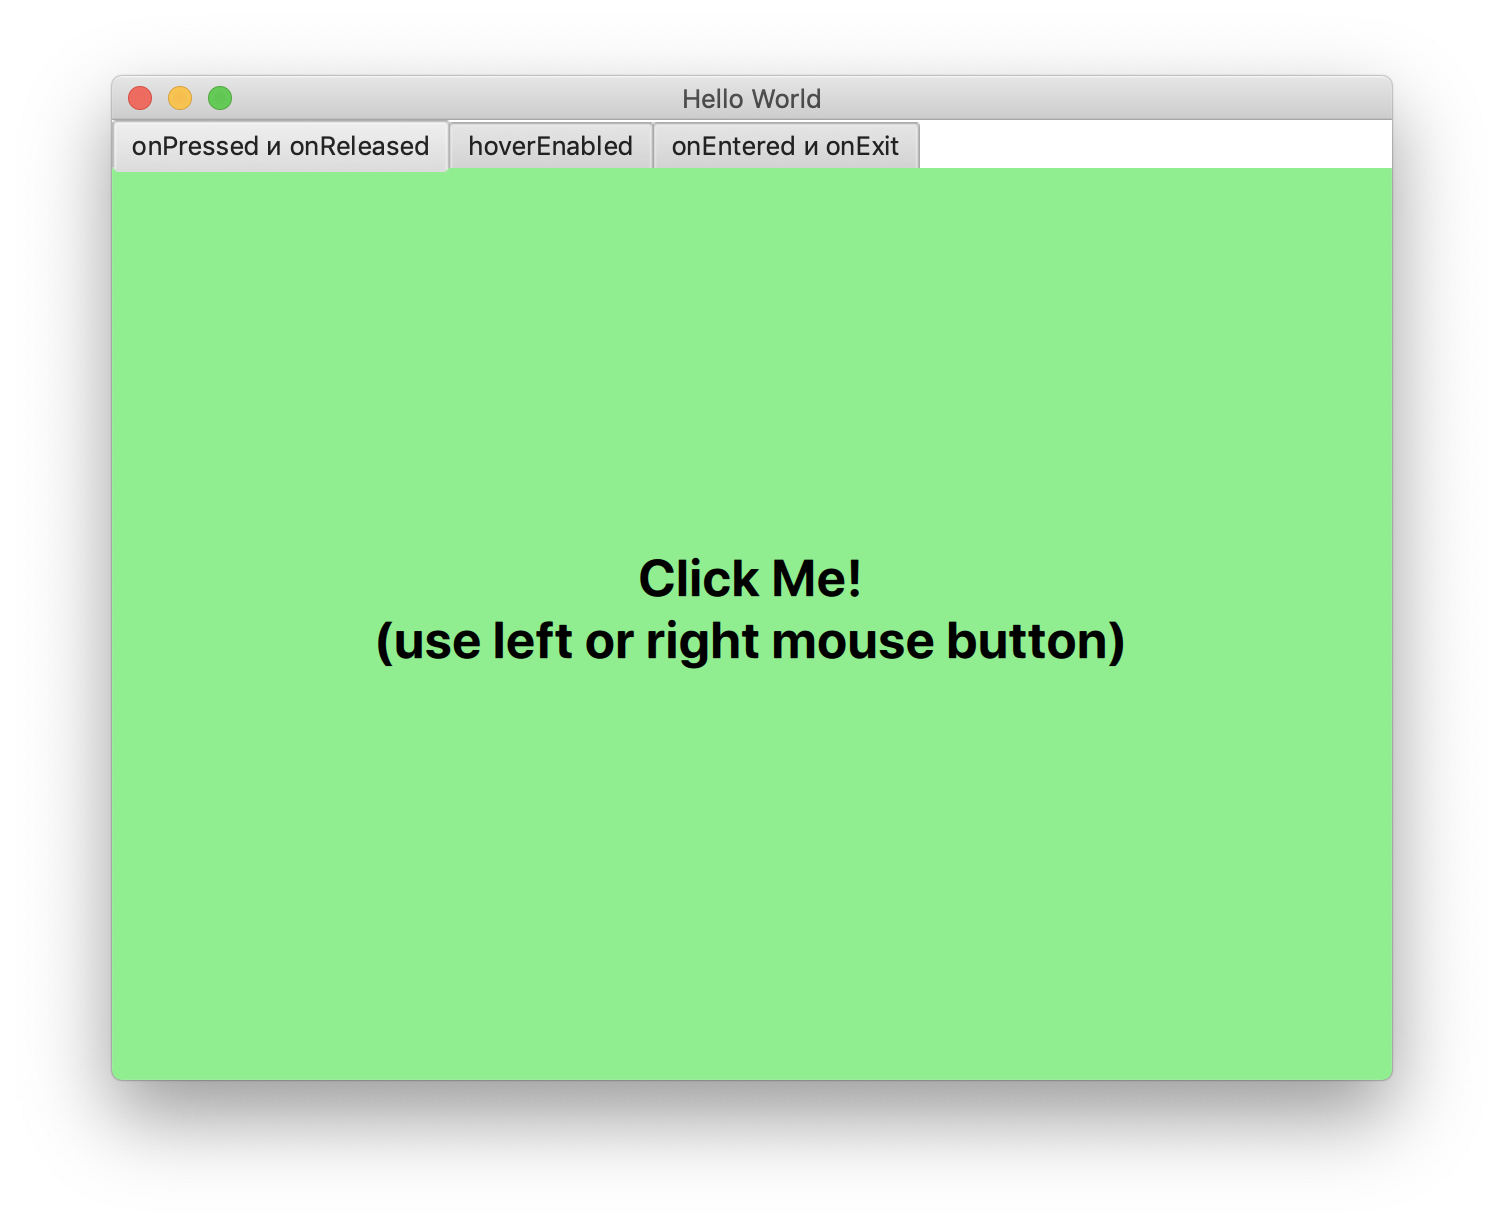 Hello World
onPressed и onReleased hoverEnabled onEntered и onExit
Click Me!
(use left or right mouse button)